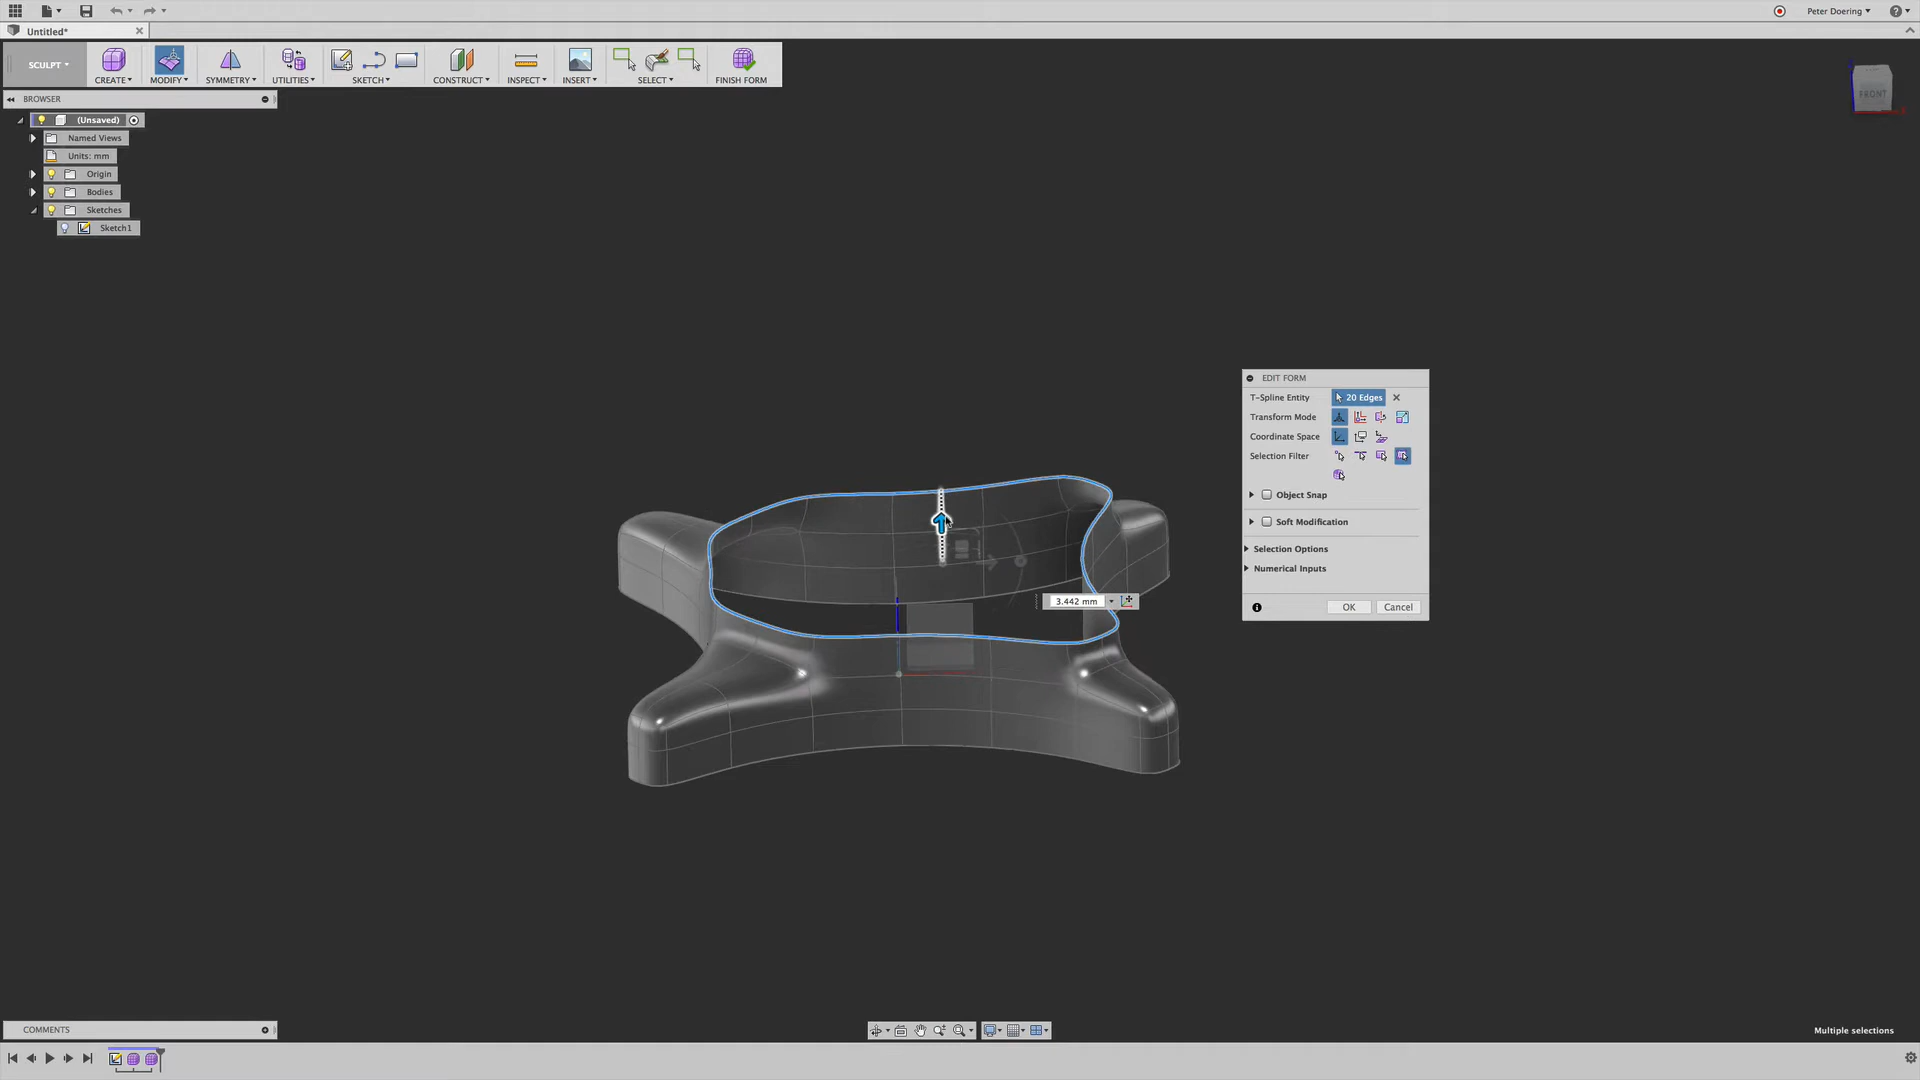 Peter Doering
Untitled*
SCULPT
CREATE
MODIFY
SYMMETRY
UTILITIES
SKETCH
CONSTRUCT
INSPECT
INSERT
SELECT
FINISH FORM
FRONT
BROWSER
(Unsaved)
Named Views
Units: mm
Origin
Bodies
Sketches
Sketch1
EDIT FORM
T-Spline Entity
20 Edges
Transform Mode
Coordinate Space
Selection Filter
Object Snap
Soft Modification
Selection Options
Numerical Inputs
OK
Cancel
3.442 mm
COMMENTS
Multiple selections